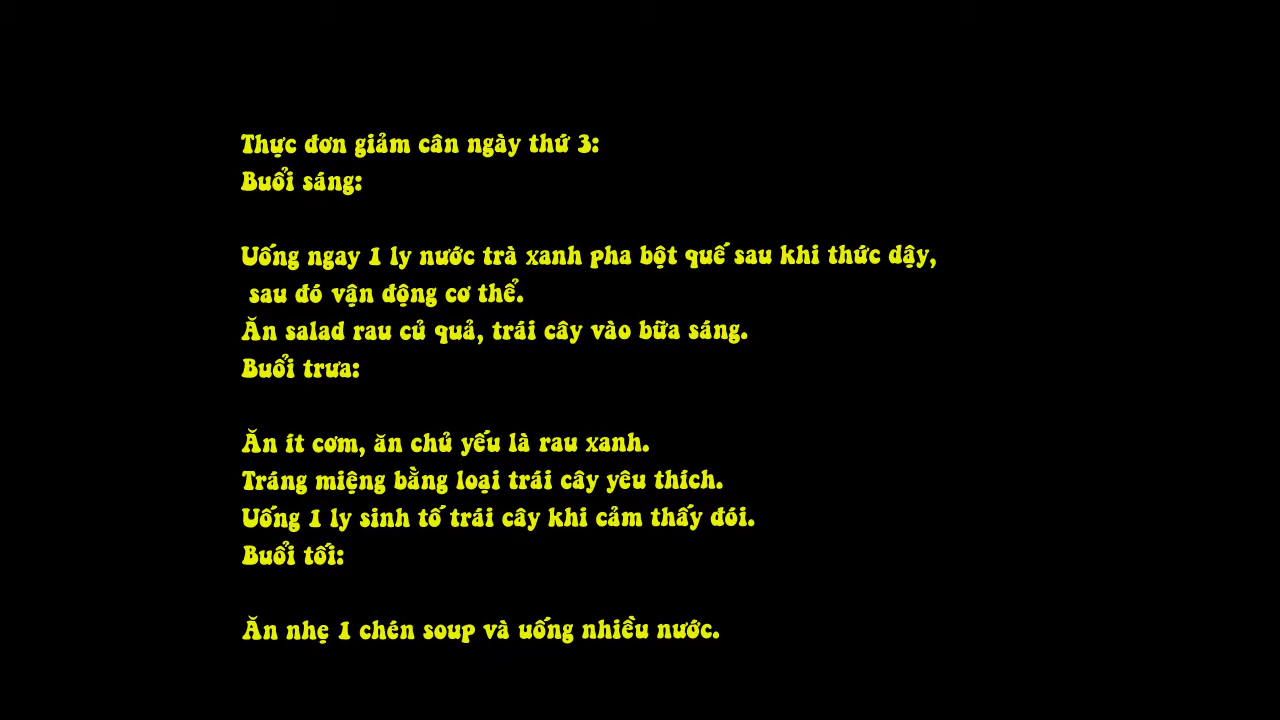 Thực đơn giảm cân ngày thứ 3:
Buổi sáng:
Uống ngay 1 ly nước trà xanh pha bột quế sau khi thức dậy,
sau đó vận động cơ thể.
Ăn salad rau củ quả, trái cây vào bữa sáng.
Buổi trưa:
Ăn ít cơm, ăn chủ yếu là rau xanh.
Tráng miệng bằng loại trái cây yêu thích.
Uống 1 ly sinh tố trái cây khi cảm thấy đói.
Buổi tối:
Ăn nhẹ 1 chén soup và uống nhiều nước.